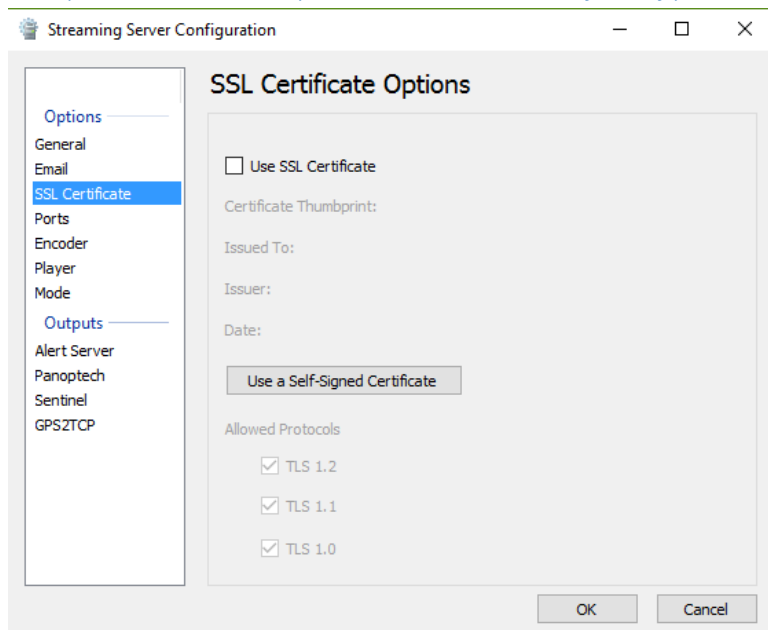 Streaming Server Configuration
SSL Certificate Options
Options
General
Email
SSL Certificate
Ports
Encoder
Player
Mode
Outputs
Alert Server
Panoptech
Sentinel
GPS2TCP
Use SSL Certificate
Certificate Thumbprint:
Issued To:
Issuer:
Date:
Use a Self-Signed Certificate
Allowed Protocols
TLS 1.2
TLS 1.1
TLS 1.0
OK
Cancel